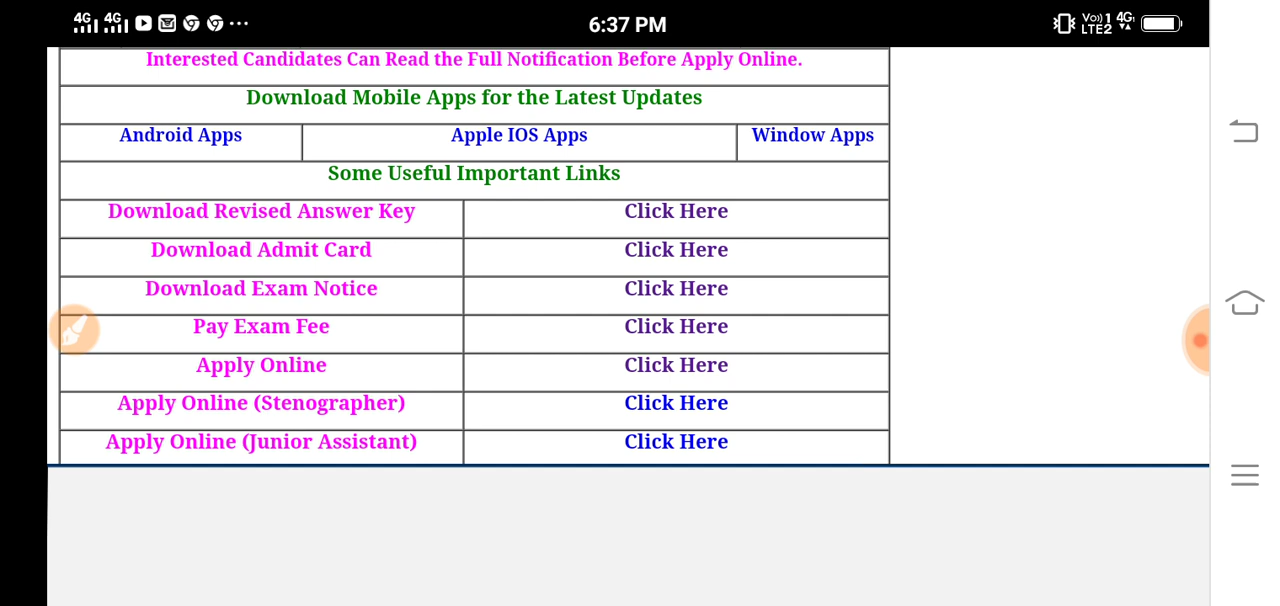 4G 4G ... 6:37 PM Vo)) 1 4G LTE2
Interested Candidates Can Read the Full Notification Before Apply Online.
Download Mobile Apps for the Latest Updates
Android Apps Apple IOS Apps Window Apps
Some Useful Important Links
Download Revised Answer Key Click Here
Download Admit Card Click Here
Download Exam Notice Click Here
Pay Exam Fee Click Here
Apply Online Click Here
Apply Online (Stenographer) Click Here
Apply Online (Junior Assistant) Click Here